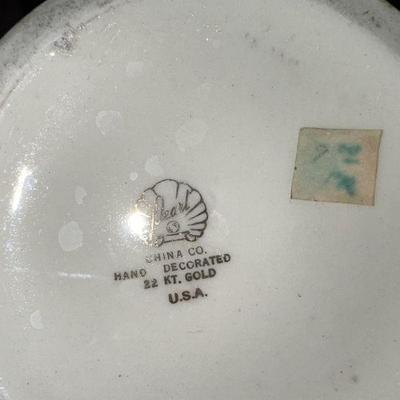 Pearl
CHINA CO.
HAND DECORATED
22 KT. GOLD
U.S.A.